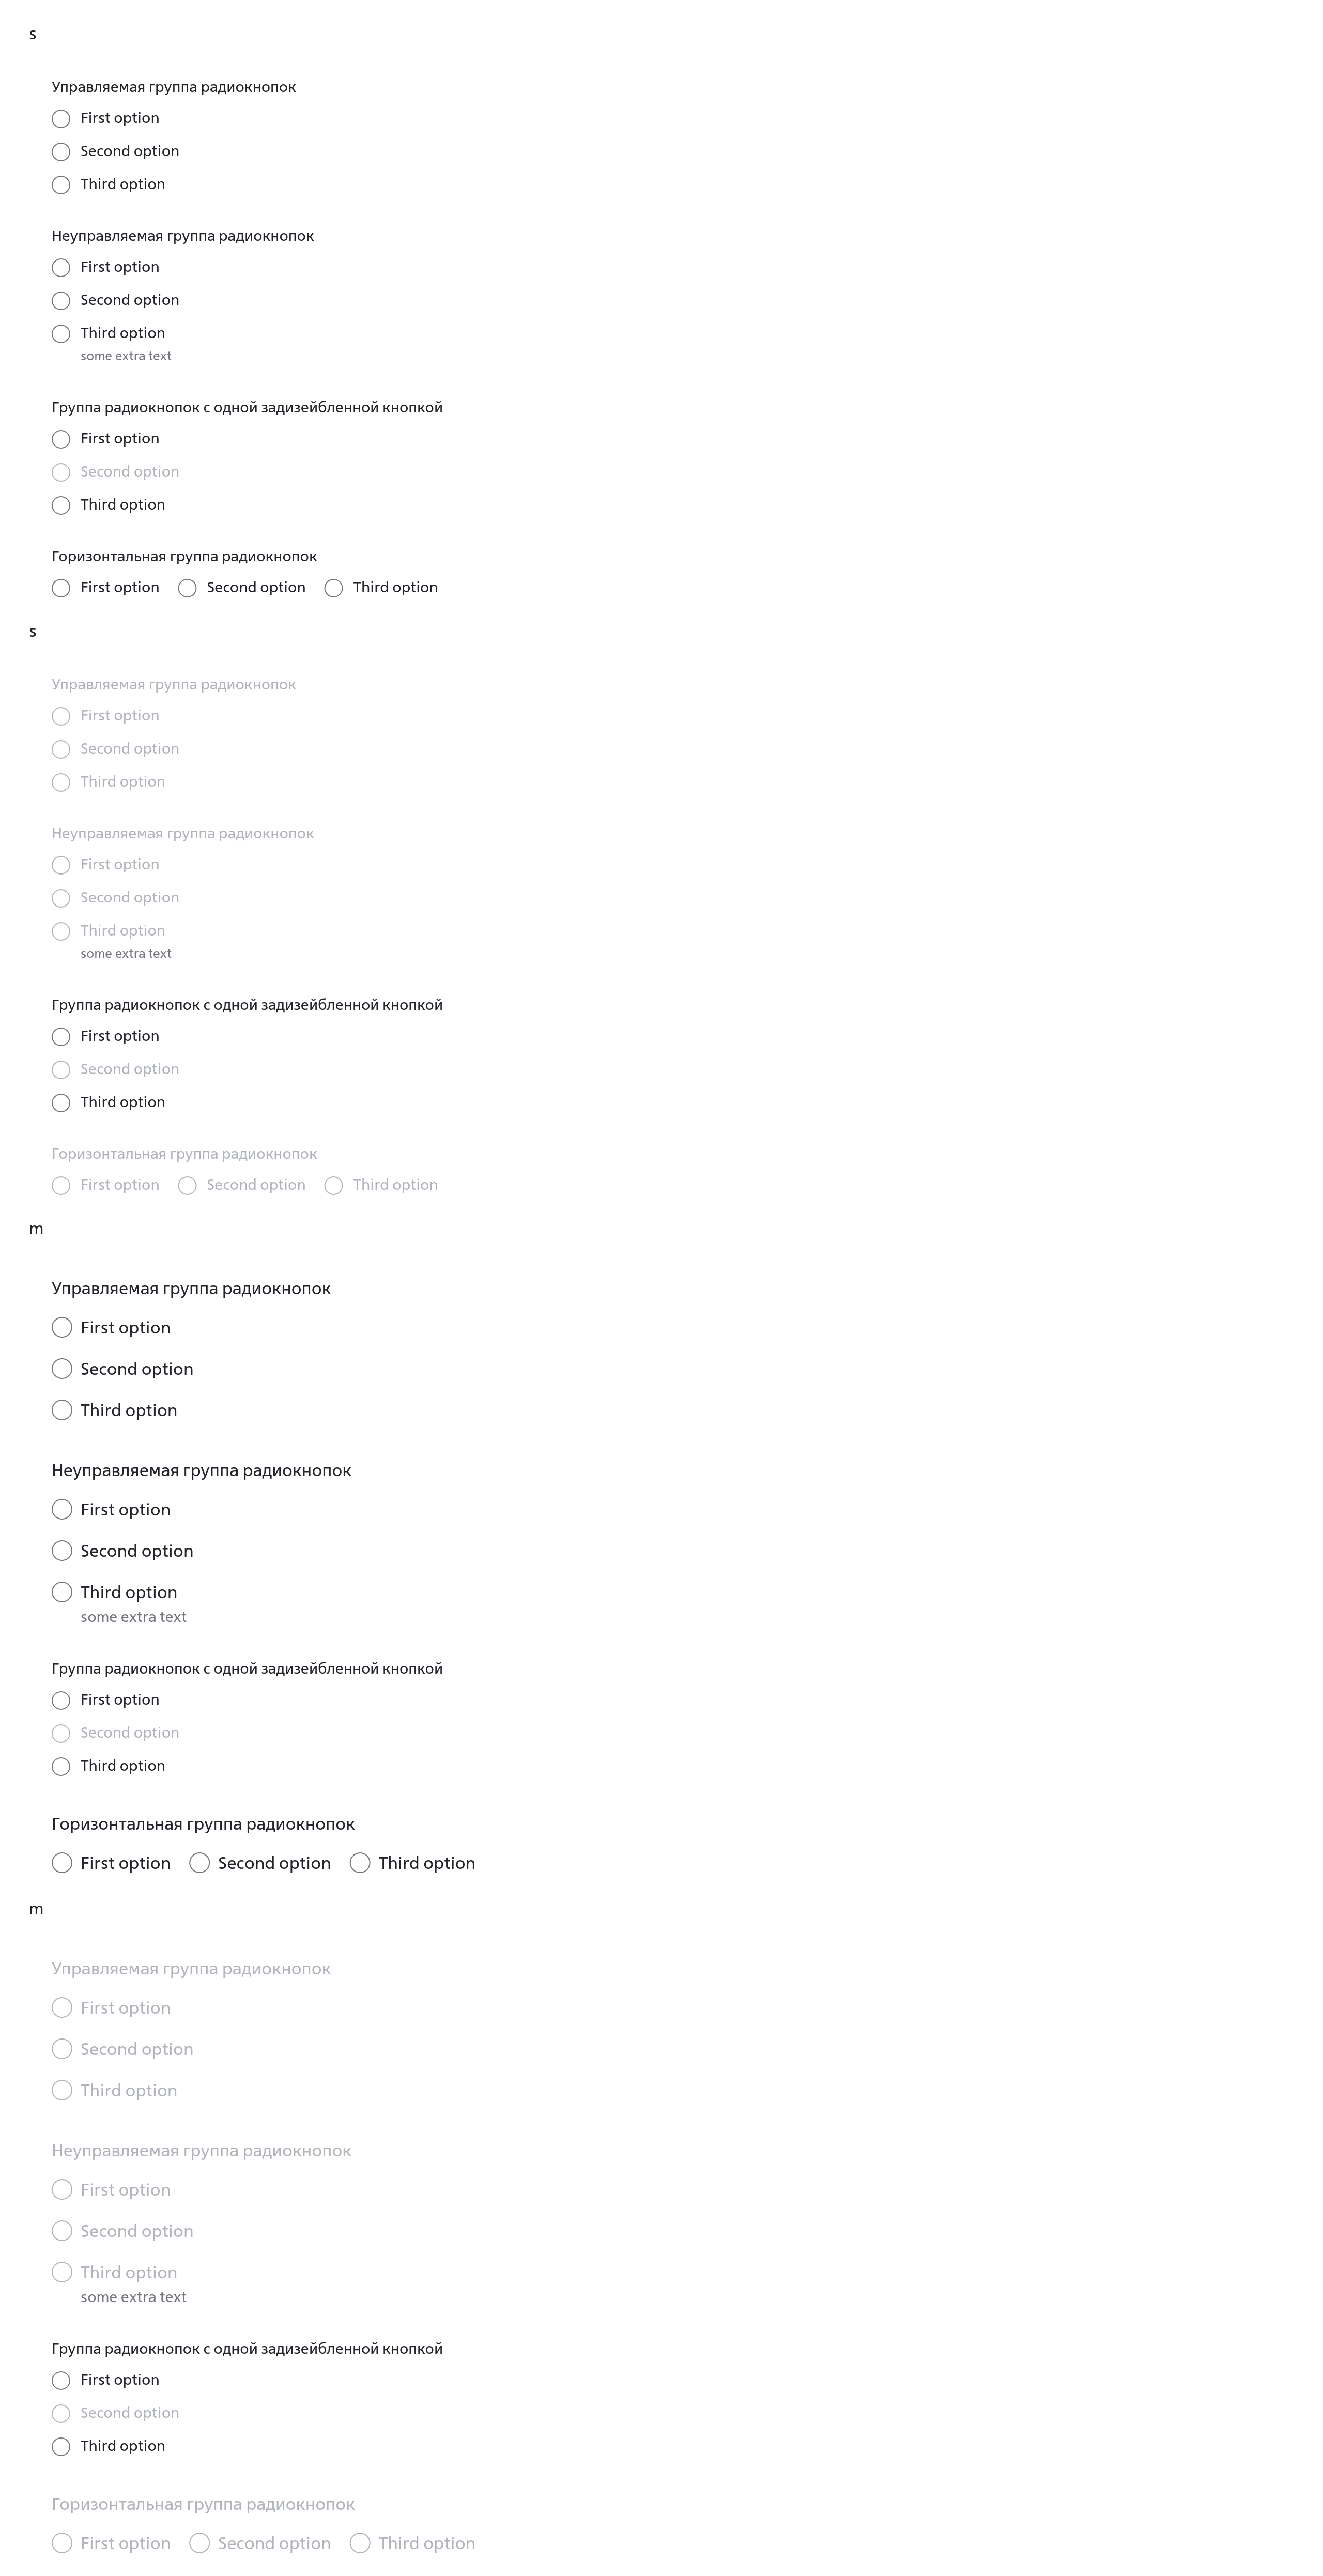 s
Управляемая группа радиокнопок
First option
Second option
Third option
Неуправляемая группа радиокнопок
First option
Second option
Third option
some extra text
Группа радиокнопок с одной задизейбленной кнопкой
First option
Second option
Third option
Горизонтальная группа радиокнопок
First option Second option Third option
s
Управляемая группа радиокнопок
First option
Second option
Third option
Неуправляемая группа радиокнопок
First option
Second option
Third option
some extra text
Группа радиокнопок с одной задизейбленной кнопкой
First option
Second option
Third option
Горизонтальная группа радиокнопок
First option Second option Third option
m
Управляемая группа радиокнопок
First option
Second option
Third option
Неуправляемая группа радиокнопок
First option
Second option
Third option
some extra text
Группа радиокнопок с одной задизейбленной кнопкой
First option
Second option
Third option
Горизонтальная группа радиокнопок
First option Second option Third option
m
Управляемая группа радиокнопок
First option
Second option
Third option
Неуправляемая группа радиокнопок
First option
Second option
Third option
some extra text
Группа радиокнопок с одной задизейбленной кнопкой
First option
Second option
Third option
Горизонтальная группа радиокнопок
First option Second option Third option